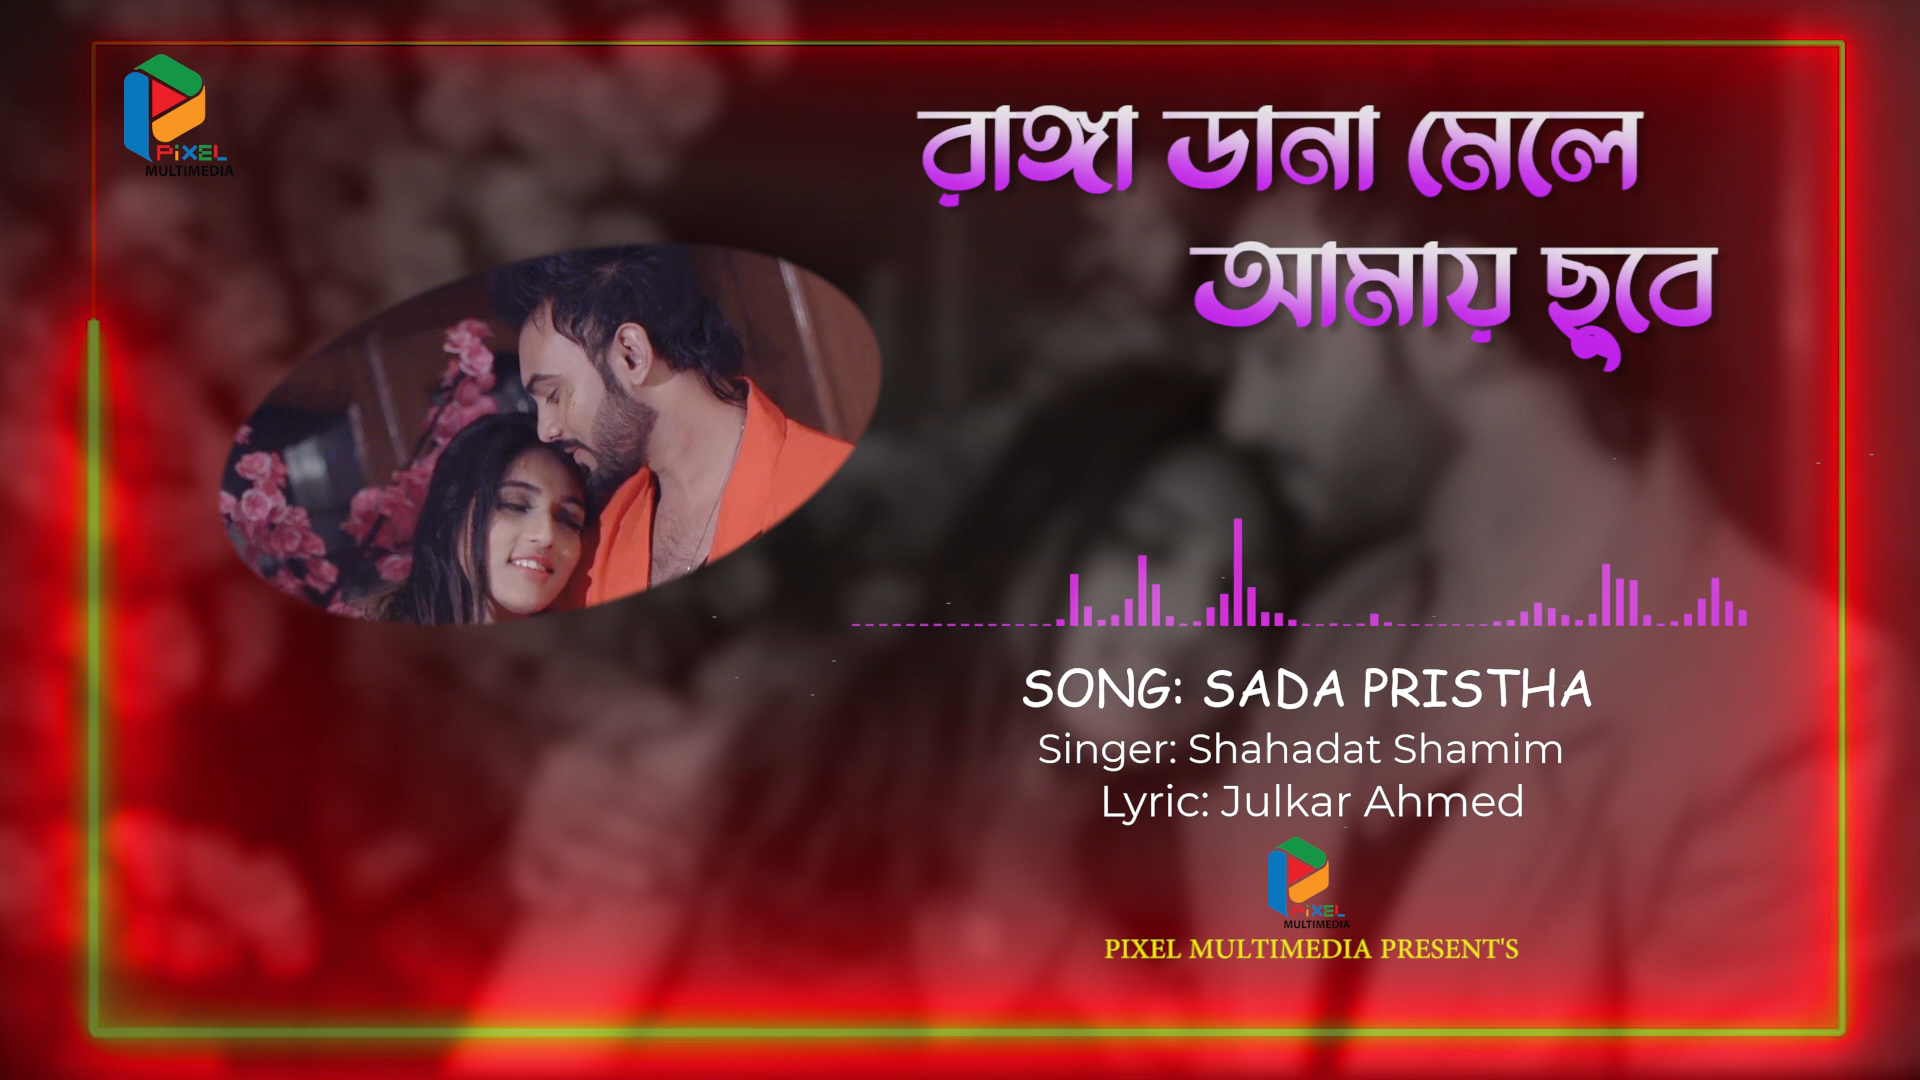 PiXEL
MULTIMEDIA
রাঙ্গা ডানা মেলে
আমায় ছুবে
SONG: SADA PRISTHA
Singer: Shahadat Shamim
Lyric: Julkar Ahmed
PiXEL
MULTIMEDIA
PIXEL MULTIMEDIA PRESENT'S